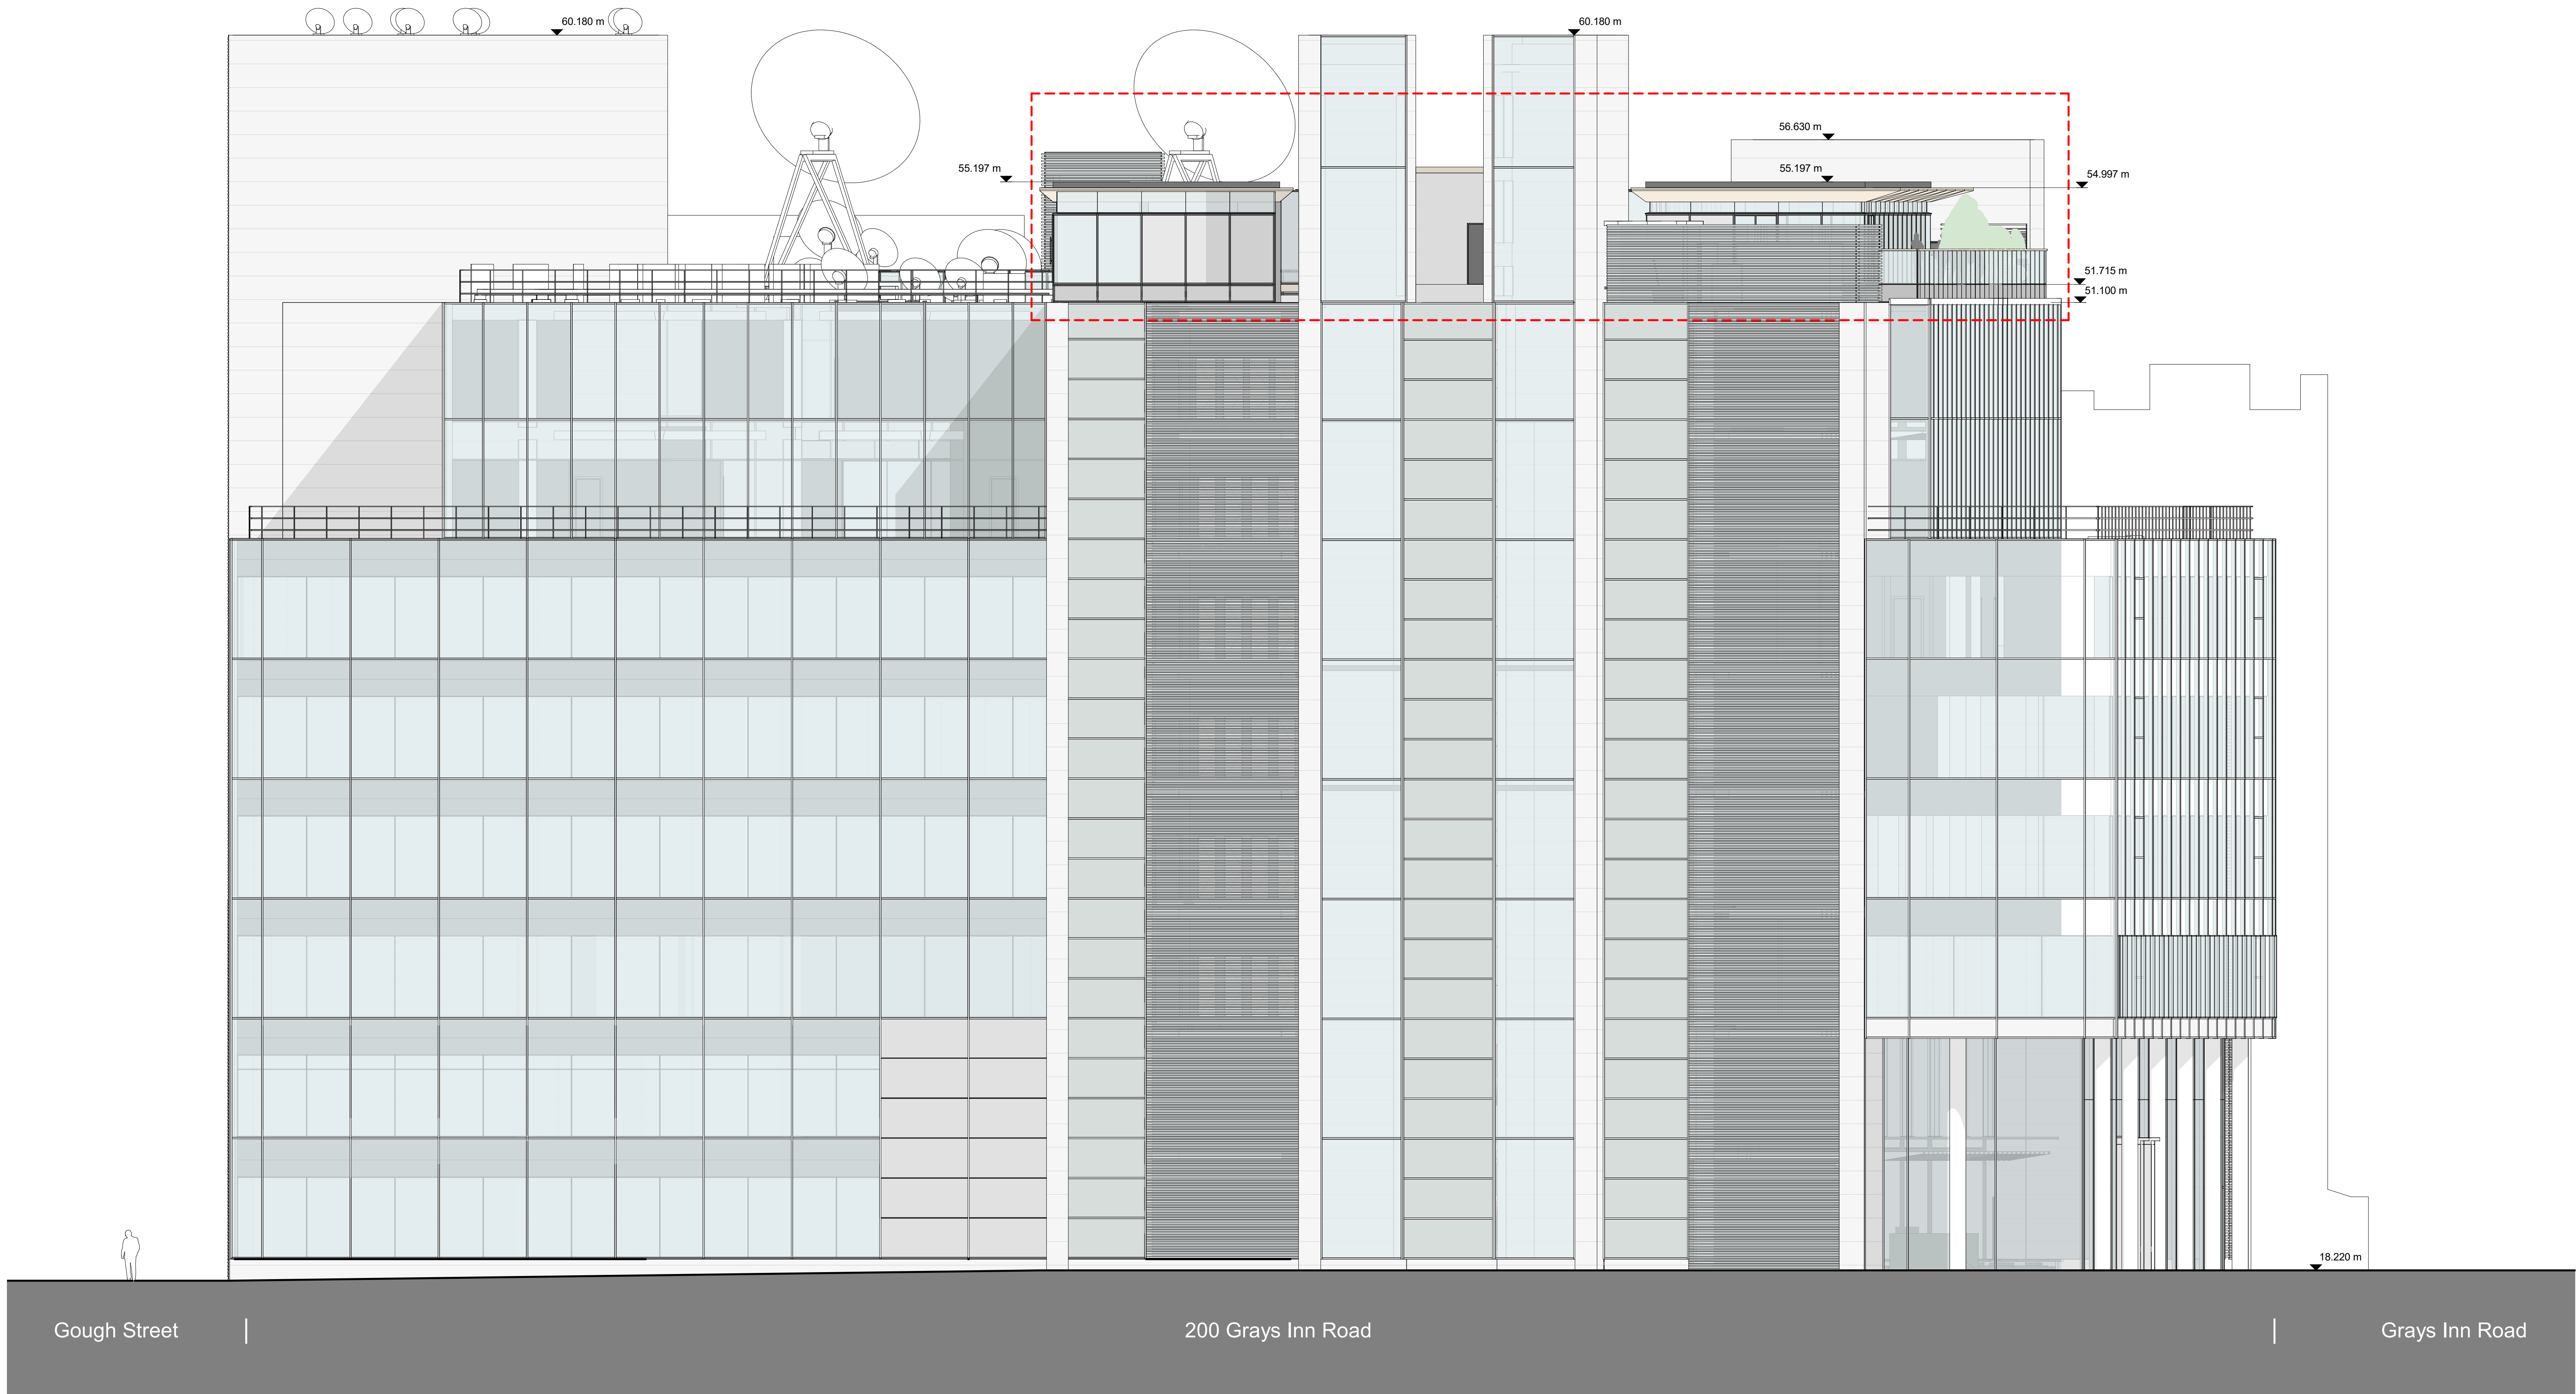 60.180 m
60.180 m
56.630 m
55.197 m
55.197 m
54.997 m
51.715 m
51.100 m
18.220 m
Gough Street
200 Grays Inn Road
Grays Inn Road